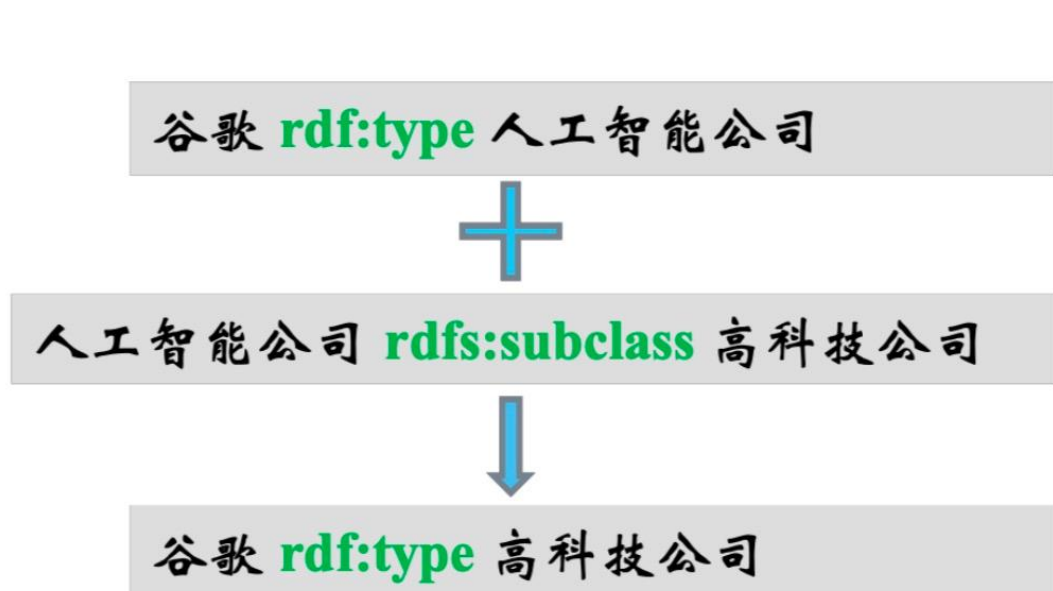 谷歌 rdf:type 人工智能公司
人工智能公司 rdfs:subclass 高科技公司
谷歌 rdf:type 高科技公司